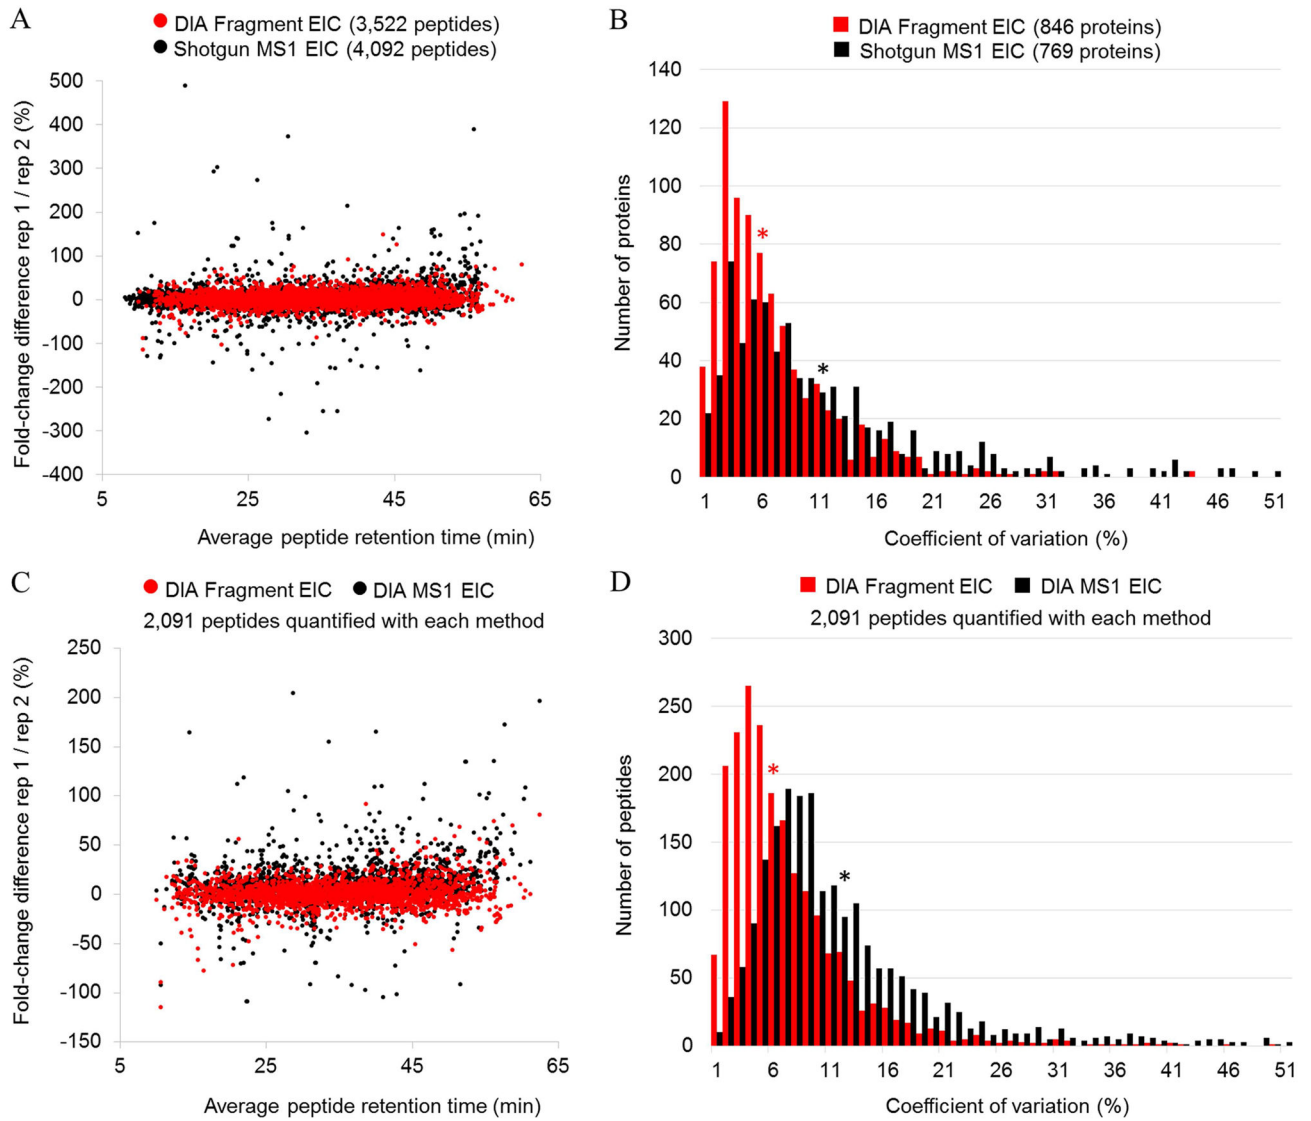 A
DIA Fragment EIC (3,522 peptides)
Shotgun MS1 EIC (4,092 peptides)
Fold-change difference rep 1 / rep 2 (%)
500
400
300
200
100
0
-100
-200
-300
-400
5 25 45 65
Average peptide retention time (min)
B
DIA Fragment EIC (846 proteins)
Shotgun MS1 EIC (769 proteins)
Number of proteins
140
120
100
80
60
40
20
0
*
*
1 6 11 16 21 26 31 36 41 46 51
Coefficient of variation (%)
C
DIA Fragment EIC DIA MS1 EIC
2,091 peptides quantified with each method
Fold-change difference rep 1 / rep 2 (%)
250
200
150
100
50
0
-50
-100
-150
5 25 45 65
Average peptide retention time (min)
D
DIA Fragment EIC DIA MS1 EIC
2,091 peptides quantified with each method
Number of peptides
300
250
200
150
100
50
0
*
*
1 6 11 16 21 26 31 36 41 46 51
Coefficient of variation (%)